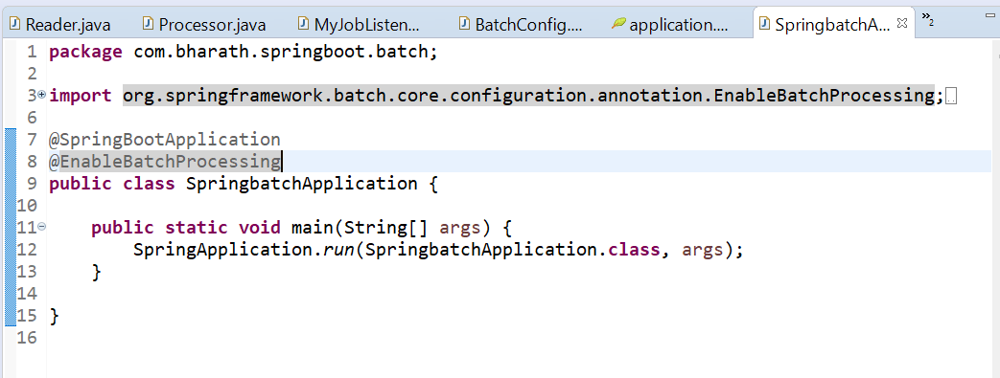 Reader.java Processor.java MyJobListen... BatchConfig.... application.... SpringbatchA... »2
1 package com.bharath.springboot.batch;
2
3 import org.springframework.batch.core.configuration.annotation.EnableBatchProcessing;
6
7 @SpringBootApplication
8 @EnableBatchProcessing
9 public class SpringbatchApplication {
10
11 public static void main(String[] args) {
12 SpringApplication.run(SpringbatchApplication.class, args);
13 }
14
15 }
16